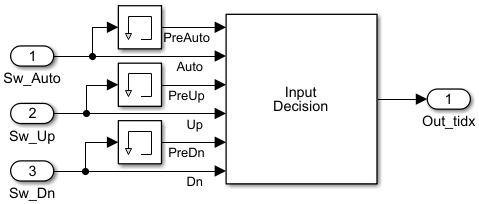 PreAuto
1
Auto
Sw_Auto
PreUp
Input
Decision
1
2
Up
Out_tidx
Sw_Up
PreDn
3
Dn
Sw_Dn